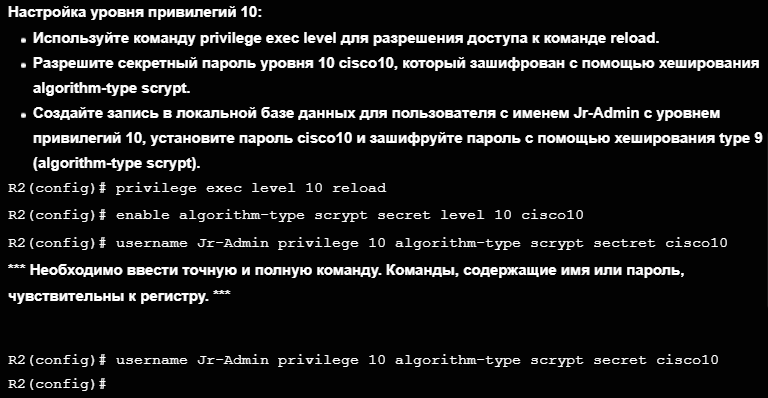 Настройка уровня привилегий 10:
• Используйте команду privilege exec level для разрешения доступа к команде reload.
• Разрешите секретный пароль уровня 10 cisco10, который зашифрован с помощью хеширования
algorithm-type scrypt.
• Создайте запись в локальной базе данных для пользователя с именем Jr-Admin с уровнем
привилегий 10, установите пароль cisco10 и зашифруйте пароль с помощью хеширования type 9
(algorithm-type scrypt).
R2(config)# privilege exec level 10 reload
R2(config)# enable algorithm-type scrypt secret level 10 cisco10
R2(config)# username Jr-Admin privilege 10 algorithm-type scrypt sectret cisco10
*** Необходимо ввести точную и полную команду. Команды, содержащие имя или пароль,
чувствительны к регистру. ***
R2(config)# username Jr-Admin privilege 10 algorithm-type scrypt secret cisco10
R2(config)#